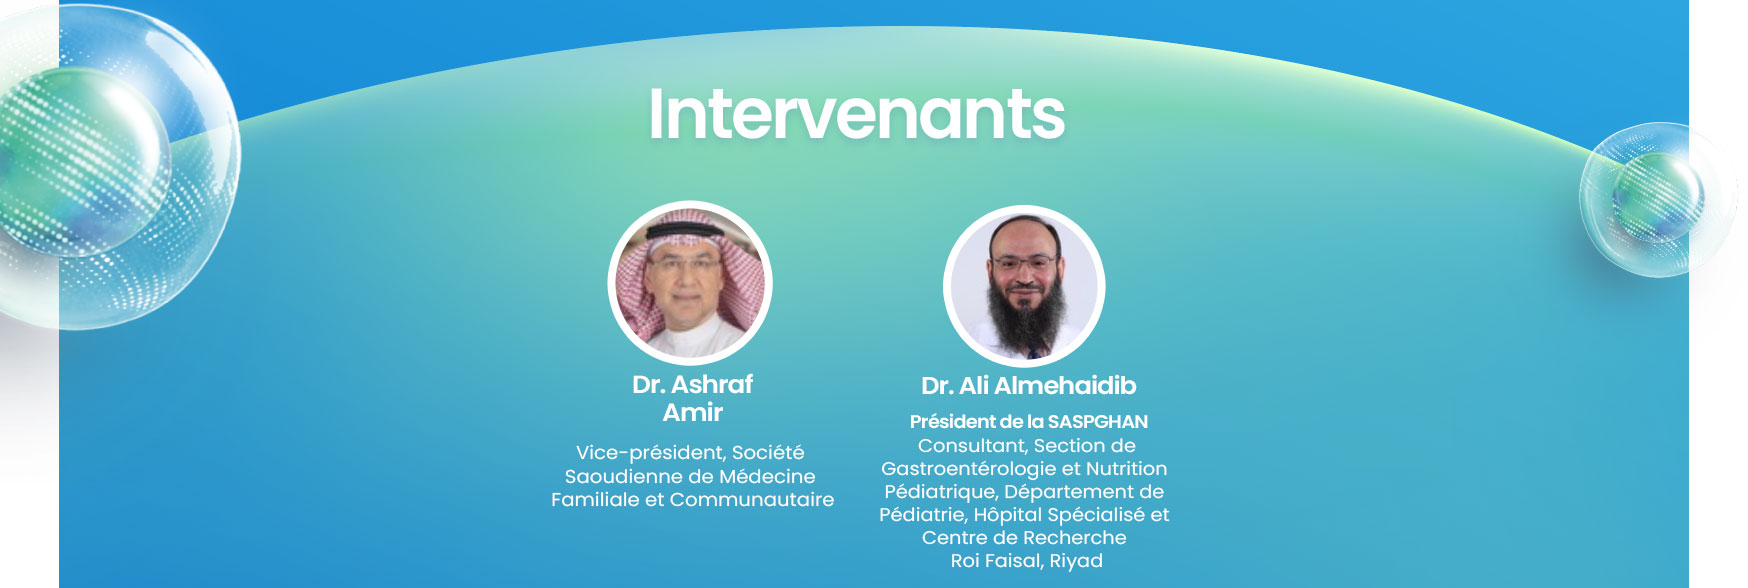 Intervenants
Dr. Ashraf
Amir
Vice-président, Société
Saoudienne de Médecine
Familiale et Communautaire
Dr. Ali Almehaidib
Président de la SASPGHAN
Consultant, Section de
Gastroentérologie et Nutrition
Pédiatrique, Département de
Pédiatrie, Hôpital Spécialisé et
Centre de Recherche
Roi Faisal, Riyad